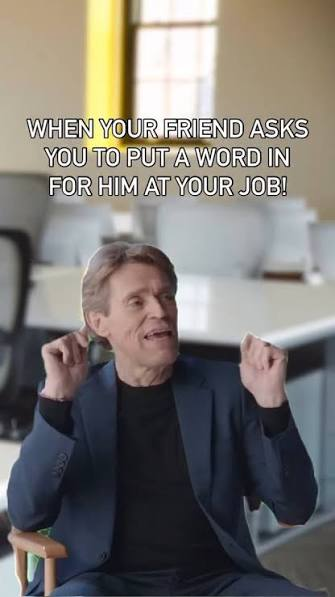 WHEN YOUR FRIEND ASKS
YOU TO PUT A WORD IN
FOR HIM AT YOUR JOB!